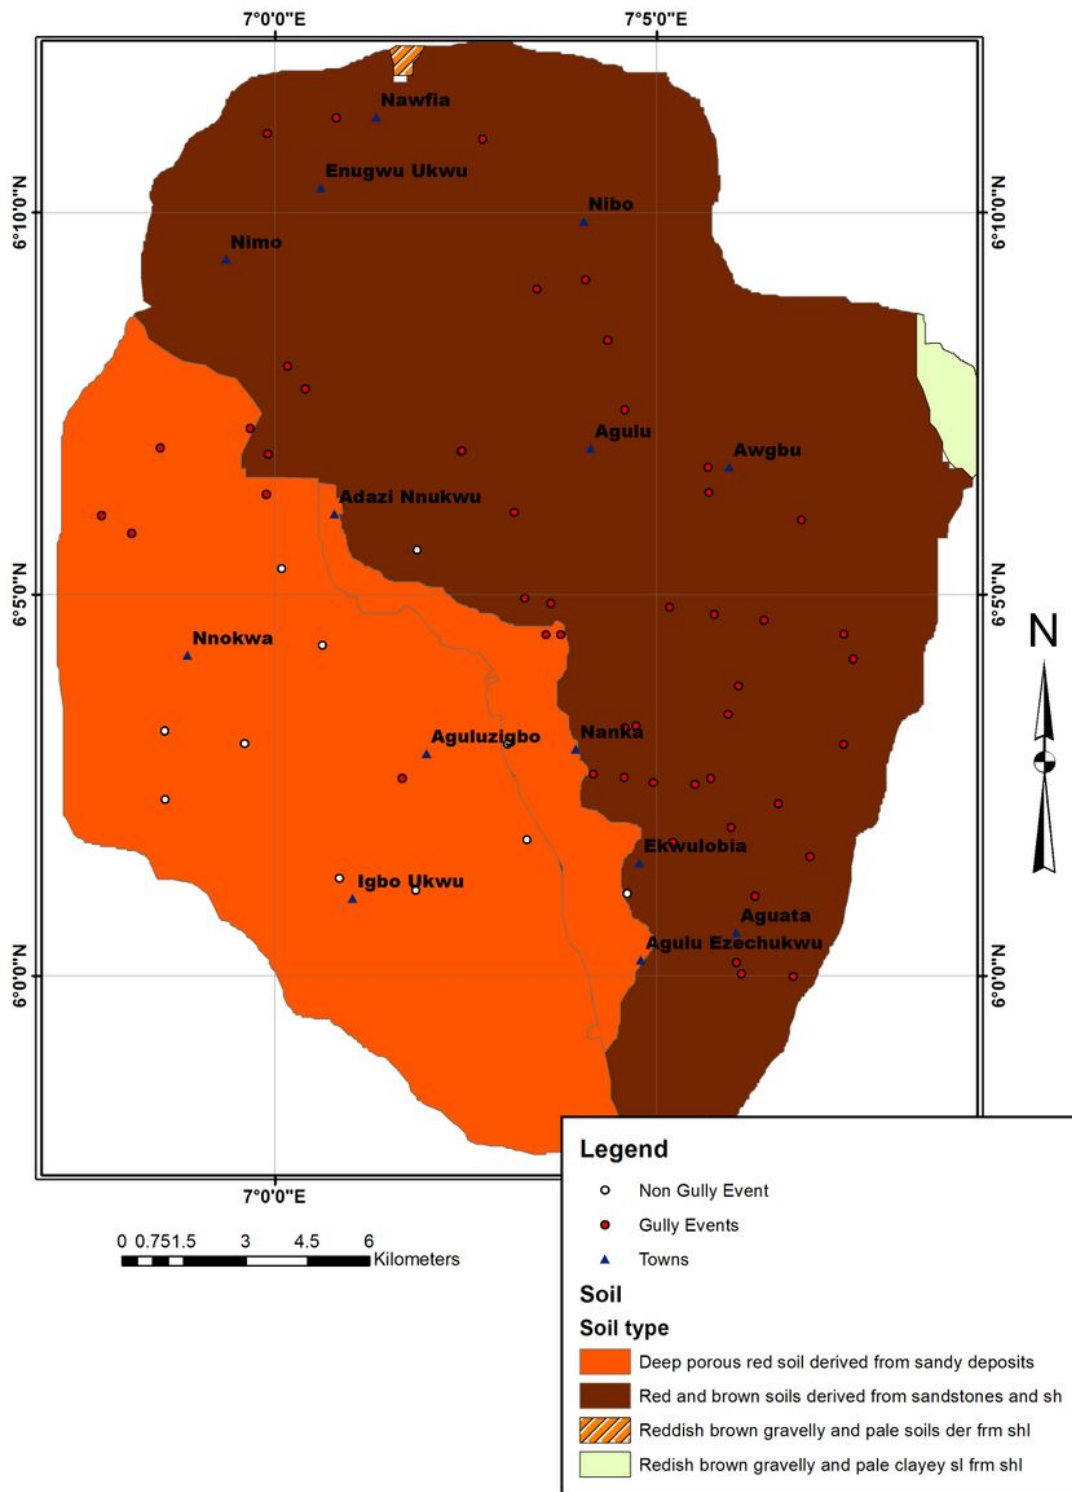 7°0'0"E
7°5'0"E
Nawfia
Enugwu Ukwu
6°10'0"N
Nibo
6°10'0"N
Nimo
Agulu
Awgbu
Adazi Nnukwu
6°5'0"N
6°5'0"N
Nnokwa
N
Aguluzigbo
Nanka
Ekwulobia
Igbo Ukwu
Aguata
Agulu Ezechukwu
6°0'0"N
6°0'0"N
7°0'0"E
0 0.75 1.5 3 4.5 6
Kilometers
Legend
Non Gully Event
Gully Events
Towns
Soil
Soil type
Deep porous red soil derived from sandy deposits
Red and brown soils derived from sandstones and sh
Reddish brown gravelly and pale soils der frm shl
Redish brown gravelly and pale clayey sl frm shl